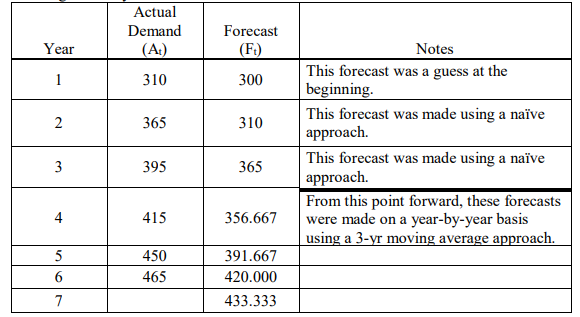 Actual
Demand
(Aₜ)
Forecast
(Fₜ)
Year
Notes
1 310 300 This forecast was a guess at the
beginning.
2 365 310 This forecast was made using a naïve
approach.
3 395 365 This forecast was made using a naïve
approach.
4 415 356.667 From this point forward, these forecasts
were made on a year-by-year basis
using a 3-yr moving average approach.
5 450 391.667
6 465 420.000
7 433.333